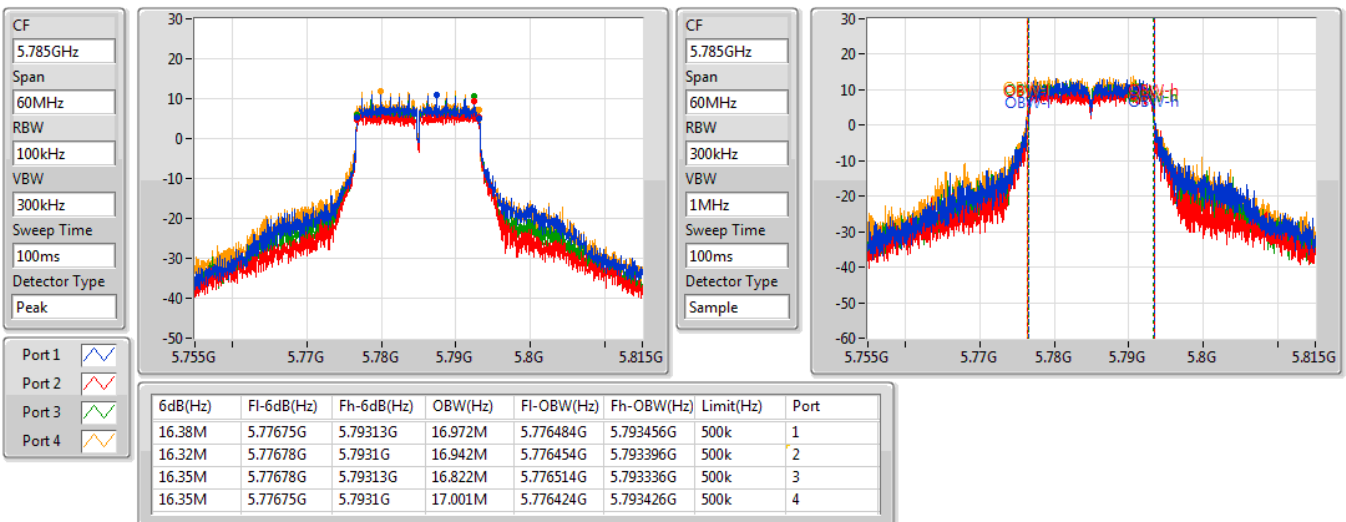 CF
5.785GHz
Span
60MHz
RBW
100kHz
VBW
300kHz
Sweep Time
100ms
Detector Type
Peak
30
20
10
0
-10
-20
-30
-40
-50
5.755G 5.77G 5.78G 5.79G 5.8G 5.815G
CF
5.785GHz
Span
60MHz
RBW
300kHz
VBW
1MHz
Sweep Time
100ms
Detector Type
Sample
30
20
10
0
-10
-20
-30
-40
-50
-60
OBW-l
OBW-h
5.755G 5.77G 5.78G 5.79G 5.8G 5.815G
Port 1
Port 2
Port 3
Port 4
6dB(Hz) Fl-6dB(Hz) Fh-6dB(Hz) OBW(Hz) Fl-OBW(Hz) Fh-OBW(Hz) Limit(Hz) Port
16.38M 5.77675G 5.79313G 16.972M 5.776484G 5.793456G 500k 1
16.32M 5.77678G 5.7931G 16.942M 5.776454G 5.793396G 500k 2
16.35M 5.77678G 5.79313G 16.822M 5.776514G 5.793336G 500k 3
16.35M 5.77675G 5.7931G 17.001M 5.776424G 5.793426G 500k 4